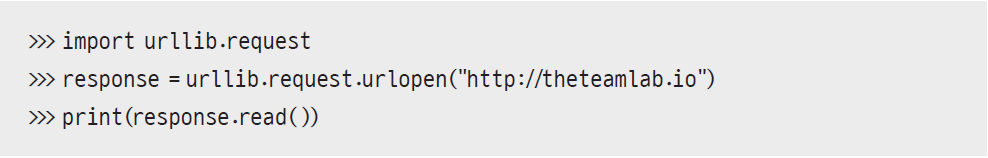 >>> import urllib.request
>>> response = urllib.request.urlopen("http://theteamlab.io")
>>> print(response.read())